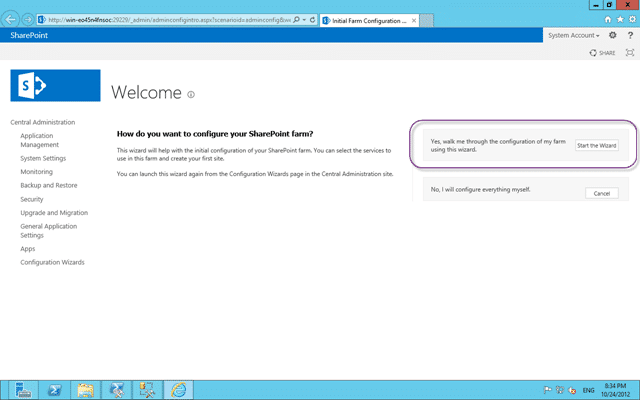 http://win-eo45n4fnsoc:29229/_admin/adminconfigintro.aspx?scenarioid=adminconfig&we
Initial Farm Configuration ...
SharePoint
System Account
SHARE
S
Welcome
Central Administration
Application
Management
System Settings
Monitoring
Backup and Restore
Security
Upgrade and Migration
General Application
Settings
Apps
Configuration Wizards
How do you want to configure your SharePoint farm?
This wizard will help with the initial configuration of your SharePoint farm. You can select the services to
use in this farm and create your first site.
You can launch this wizard again from the Configuration Wizards page in the Central Administration site.
Yes, walk me through the configuration of my farm
using this wizard.
Start the Wizard
No, I will configure everything myself.
Cancel
ENG
8:34 PM
10/24/2012